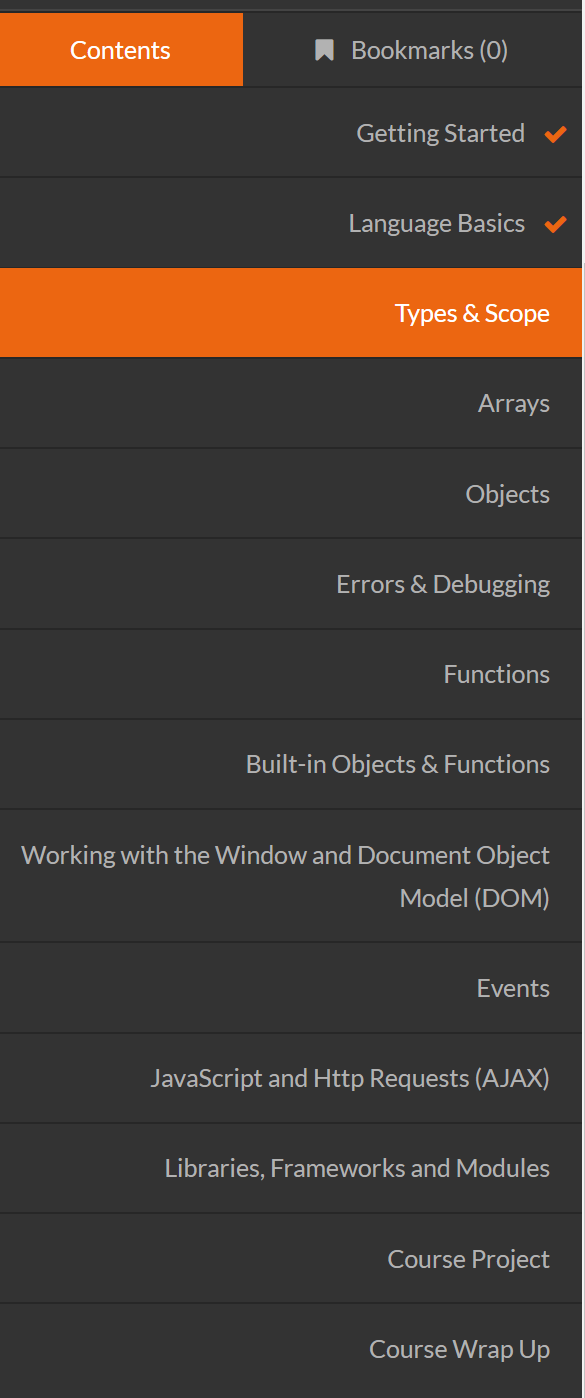 Contents
Bookmarks (0)
Getting Started
Language Basics
Types & Scope
Arrays
Objects
Errors & Debugging
Functions
Built-in Objects & Functions
Working with the Window and Document Object
Model (DOM)
Events
JavaScript and Http Requests (AJAX)
Libraries, Frameworks and Modules
Course Project
Course Wrap Up